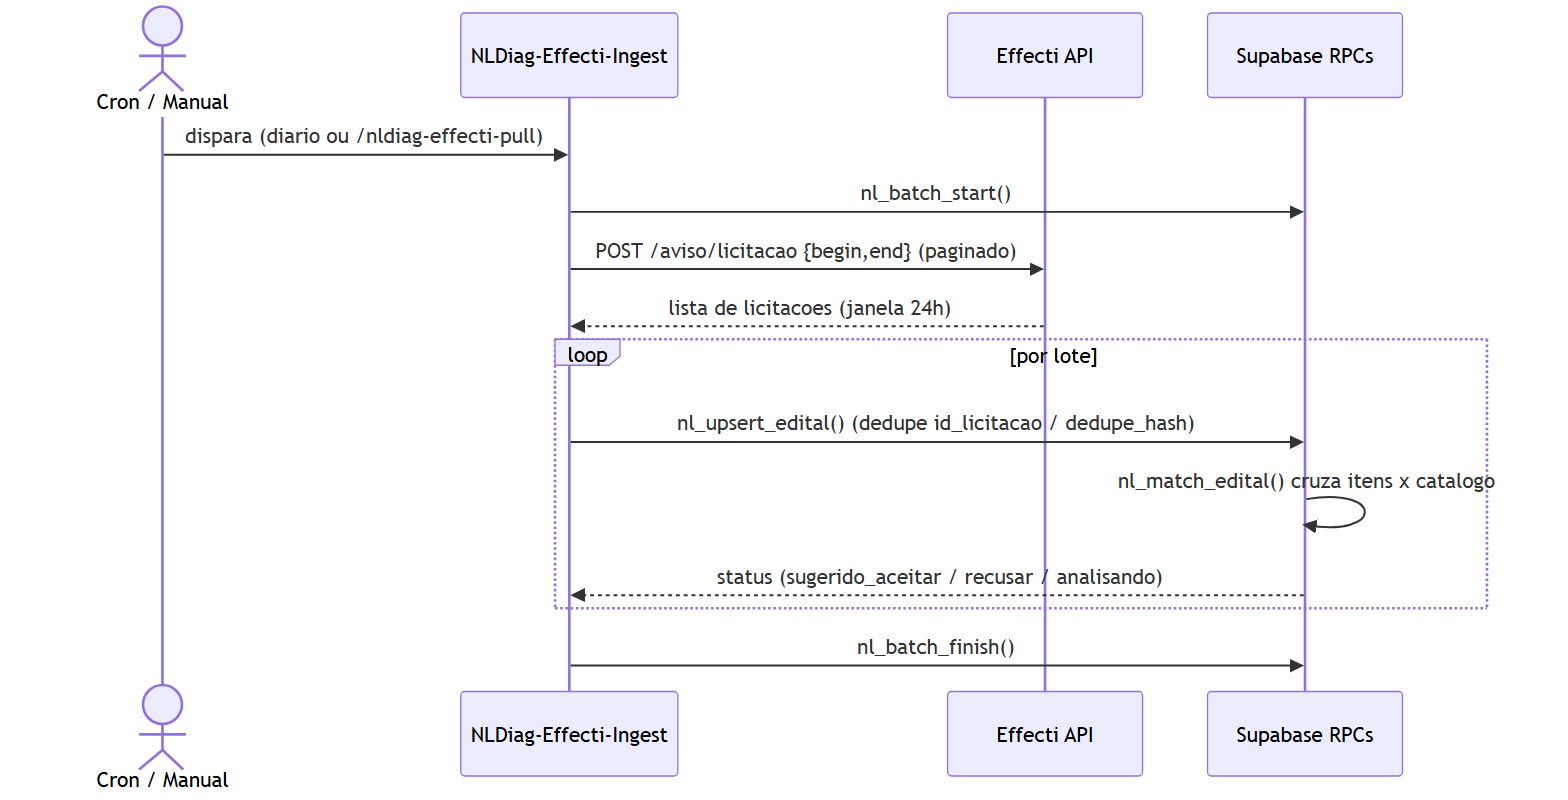 NLDiag-Effecti-Ingest
Effecti API
Supabase RPCs
Cron / Manual
dispara (diario ou /nldiag-effecti-pull)
nl_batch_start()
POST /aviso/licitacao {begin,end} (paginado)
lista de licitacoes (janela 24h)
loop
[por lote]
nl_upsert_edital() (dedupe id_licitacao / dedupe_hash)
nl_match_edital() cruza itens x catalogo
status (sugerido_aceitar / recusar / analisando)
nl_batch_finish()
NLDiag-Effecti-Ingest
Effecti API
Supabase RPCs
Cron / Manual